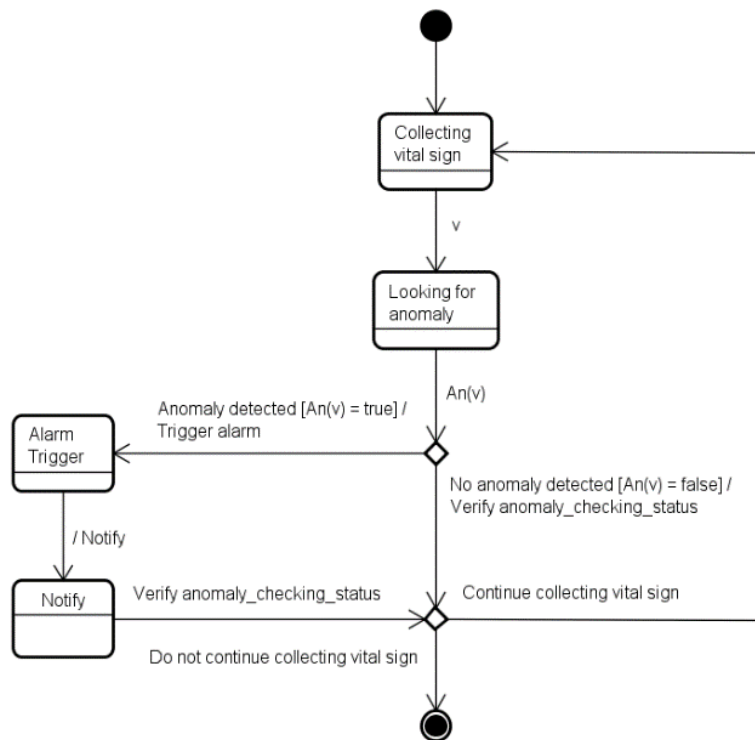 Collecting
vital sign
v
Looking for
anomaly
An(v)
Anomaly detected [An(v) = true] /
Trigger alarm
Alarm
Trigger
No anomaly detected [An(v) = false] /
Verify anomaly_checking_status
/ Notify
Notify
Verify anomaly_checking_status
Continue collecting vital sign
Do not continue collecting vital sign